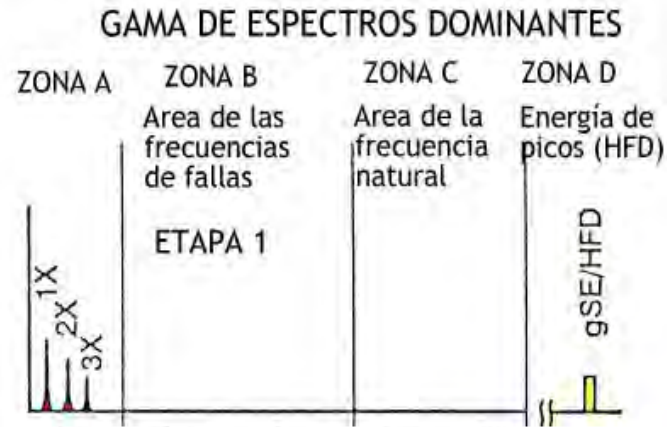 GAMA DE ESPECTROS DOMINANTES
ZONA A
ZONA B
Area de las
frecuencias
de fallas
ETAPA 1
ZONA C
Area de la
frecuencia
natural
ZONA D
Energía de
picos (HFD)
1X
2X
3X
gSE/HFD